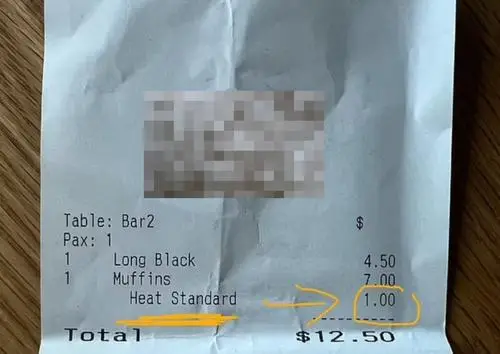 Table: Bar2 $
Pax: 1
1 Long Black 4.50
1 Muffins 7.00
Heat Standard 1.00
------------
Total $12.50